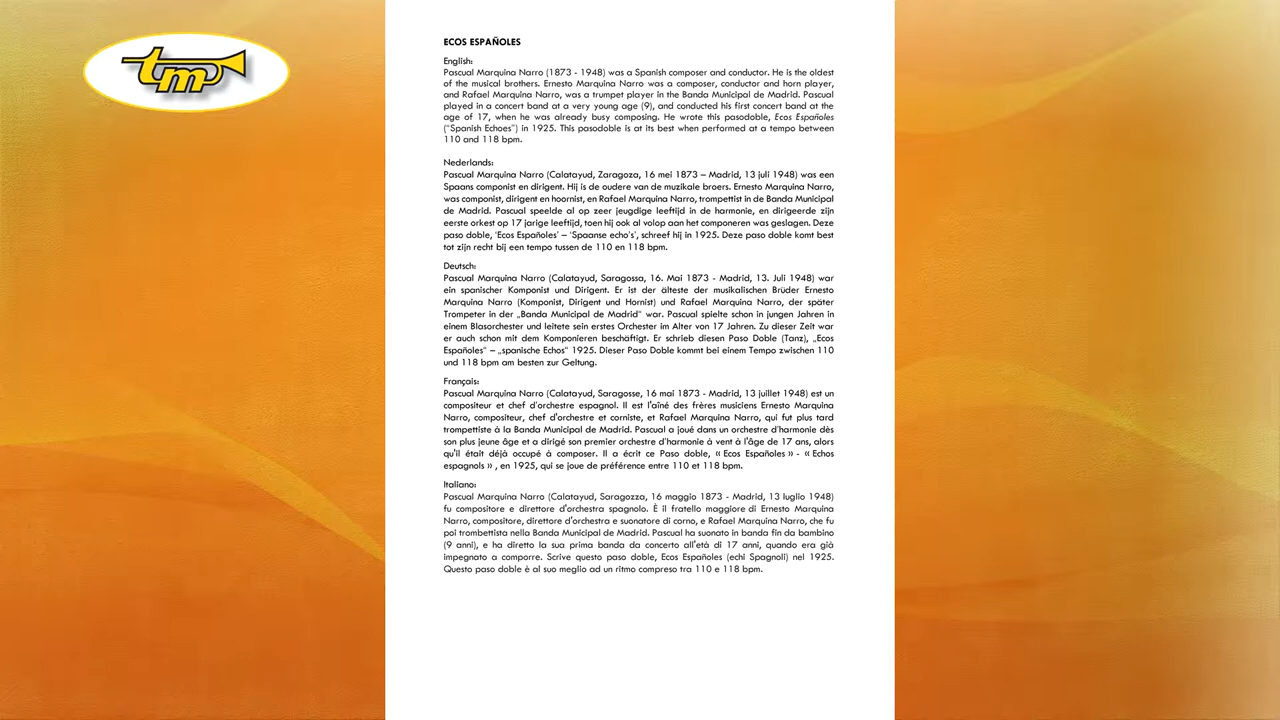 tm
ECOS ESPAÑOLES
English:
Pascual Marquina Narro (1873 - 1948) was a Spanish composer and conductor. He is the oldest
of the musical brothers. Ernesto Marquina Narro was a composer, conductor and horn player,
and Rafael Marquina Narro, was a trumpet player in the Banda Municipal de Madrid. Pascual
played in a concert band at a very young age (9), and conducted his first concert band at the
age of 17, when he was already busy composing. He wrote this pasodoble, Ecos Españoles
("Spanish Echoes") in 1925. This pasodoble is at its best when performed at a tempo between
110 and 118 bpm.
Nederlands:
Pascual Marquina Narro (Calatayud, Zaragoza, 16 mei 1873 – Madrid, 13 juli 1948) was een
Spaans componist en dirigent. Hij is de oudere van de muzikale broers. Ernesto Marquina Narro,
was componist, dirigent en hoornist, en Rafael Marquina Narro, trompettist in de Banda Municipal
de Madrid. Pascual speelde al op zeer jeugdige leeftijd in de harmonie, en dirigeerde zijn
eerste orkest op 17 jarige leeftijd, toen hij ook al volop aan het componeren was geslagen. Deze
paso doble, 'Ecos Españoles' – 'Spaanse echo's', schreef hij in 1925. Deze paso doble komt best
tot zijn recht bij een tempo tussen de 110 en 118 bpm.
Deutsch:
Pascual Marquina Narro (Calatayud, Saragossa, 16. Mai 1873 - Madrid, 13. Juli 1948) war
ein spanischer Komponist und Dirigent. Er ist der älteste der musikalischen Brüder Ernesto
Marquina Narro (Komponist, Dirigent und Hornist) und Rafael Marquina Narro, der später
Trompeter in der „Banda Municipal de Madrid" war. Pascual spielte schon in jungen Jahren in
einem Blasorchester und leitete sein erstes Orchester im Alter von 17 Jahren. Zu dieser Zeit war
er auch schon mit dem Komponieren beschäftigt. Er schrieb diesen Paso Doble (Tanz), „Ecos
Españoles" – „spanische Echos" 1925. Dieser Paso Doble kommt bei einem Tempo zwischen 110
und 118 bpm am besten zur Geltung.
Français:
Pascual Marquina Narro (Calatayud, Saragosse, 16 mai 1873 - Madrid, 13 juillet 1948) est un
compositeur et chef d'orchestre espagnol. Il est l'aîné des frères musiciens Ernesto Marquina
Narro, compositeur, chef d'orchestre et corniste, et Rafael Marquina Narro, qui fut plus tard
trompettiste à la Banda Municipal de Madrid. Pascual a joué dans un orchestre d'harmonie dès
son plus jeune âge et a dirigé son premier orchestre d'harmonie à vent à l'âge de 17 ans, alors
qu'il était déjà occupé à composer. Il a écrit ce Paso doble, « Ecos Españoles » - « Echos
espagnols » , en 1925, qui se joue de préférence entre 110 et 118 bpm.
Italiano:
Pascual Marquina Narro (Calatayud, Saragozza, 16 maggio 1873 - Madrid, 13 luglio 1948)
fu compositore e direttore d'orchestra spagnolo. È il fratello maggiore di Ernesto Marquina
Narro, compositore, direttore d'orchestra e suonatore di corno, e Rafael Marquina Narro, che fu
poi trombettista nella Banda Municipal de Madrid. Pascual ha suonato in banda fin da bambino
(9 anni), e ha diretto la sua prima banda da concerto all'età di 17 anni, quando era già
impegnato a comporre. Scrive questo paso doble, Ecos Españoles (echi Spagnoli) nel 1925.
Questo paso doble è al suo meglio ad un ritmo compreso tra 110 e 118 bpm.